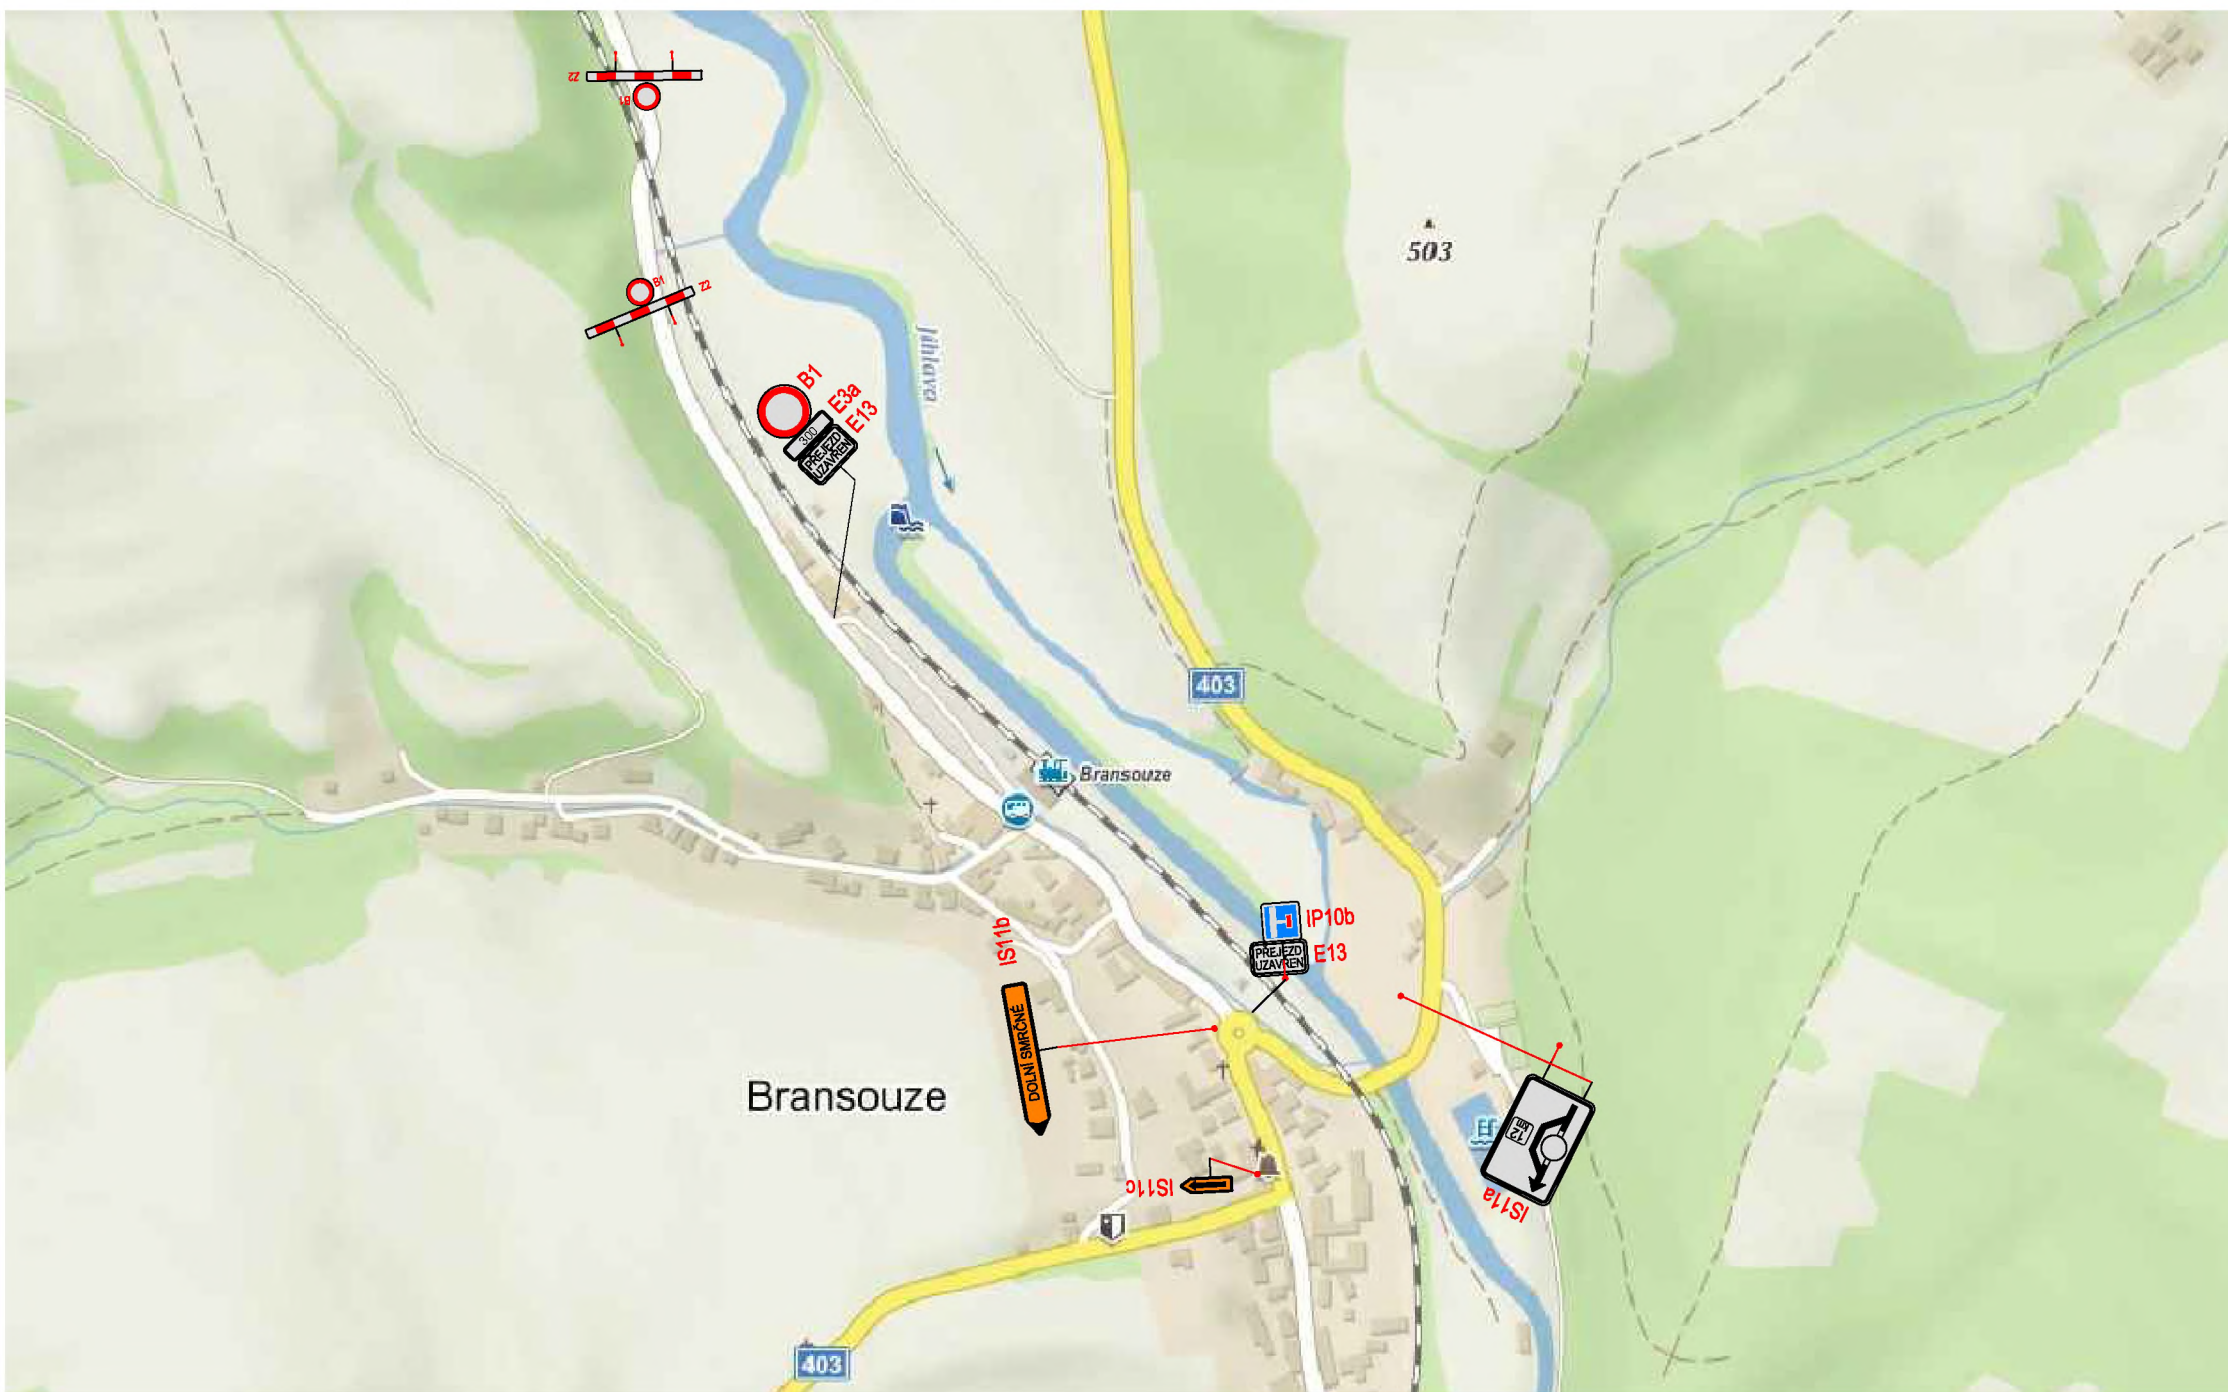 Z2
B1
B1
Z2
503
Jihlava
B1
E3a
E13
300
PŘEJEZD
UZAVŘEN
403
Bransouze
IP10b
E13
PŘEJEZD
UZAVŘEN
IS11b
DOLNÍ SMRČNÉ
Bransouze
12
km
IS11a
IS11c
403